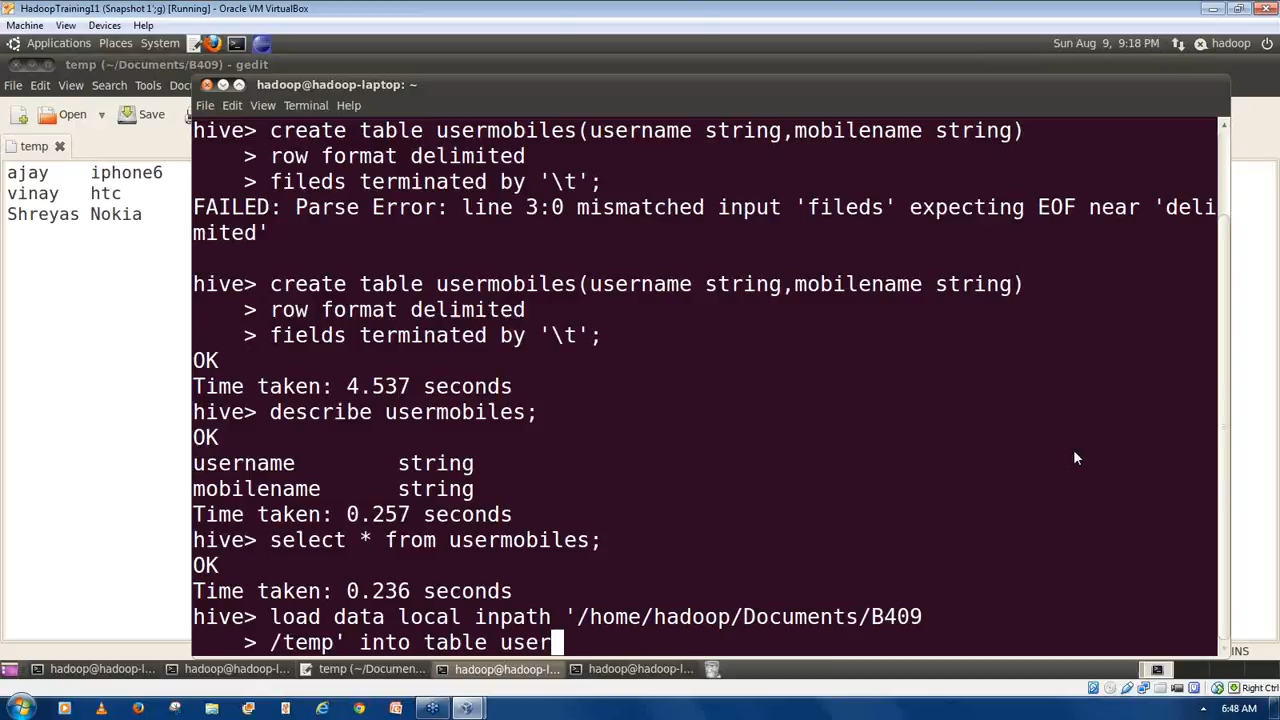 HadoopTraining11 (Snapshot 1';g) [Running] - Oracle VM VirtualBox
Machine View Devices Help
Applications Places System
Sun Aug 9, 9:18 PM hadoop
temp (~/Documents/B409) - gedit
hadoop@hadoop-laptop: ~
File Edit View Search Tools Docu
File Edit View Terminal Help
Open Save
temp
ajay iphone6
vinay htc
Shreyas Nokia
hive> create table usermobiles(username string,mobilename string)
> row format delimited
> fileds terminated by '\t';
FAILED: Parse Error: line 3:0 mismatched input 'fileds' expecting EOF near 'deli
mited'
hive> create table usermobiles(username string,mobilename string)
> row format delimited
> fields terminated by '\t';
OK
Time taken: 4.537 seconds
hive> describe usermobiles;
OK
username string
mobilename string
Time taken: 0.257 seconds
hive> select * from usermobiles;
OK
Time taken: 0.236 seconds
hive> load data local inpath '/home/hadoop/Documents/B409
> /temp' into table user
INS
hadoop@hadoop-l... hadoop@hadoop-l... temp (~/Documen... hadoop@hadoop-l... hadoop@hadoop-l...
Right Ctrl
6:48 AM